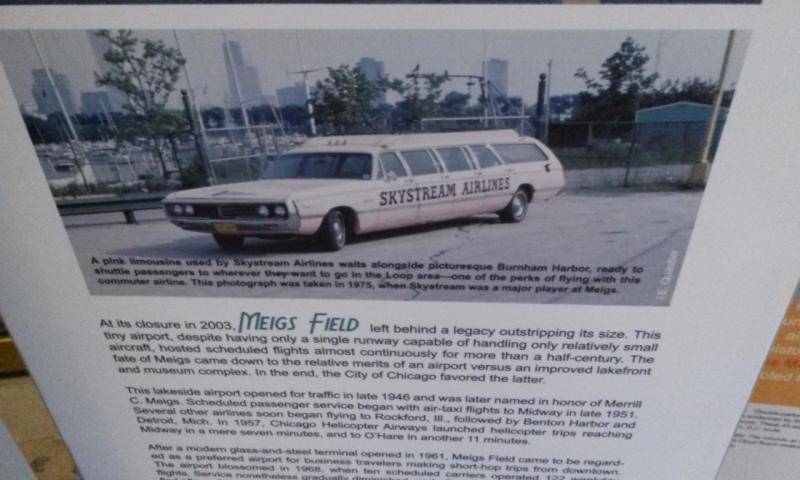 SKYSTREAM AIRLINES
A pink limousine used by Skystream Airlines waits alongside picturesque Burnham Harbor, ready to
shuttle passengers to wherever they want to go in the Loop area—one of the perks of flying with this
commuter airline. This photograph was taken in 1975, when Skystream was a major player at Meigs.
At its closure in 2003, MEIGS FIELD left behind a legacy outstripping its size. This
tiny airport, despite having only a single runway capable of handling only relatively small
aircraft, hosted scheduled flights almost continuously for more than a half-century. The
fate of Meigs came down to the relative merits of an airport versus an improved lakefront
and museum complex. In the end, the City of Chicago favored the latter.
This lakeside airport opened for traffic in late 1946 and was later named in honor of Merrill
C. Meigs. Scheduled passenger service began with air-taxi flights to Midway in late 1951.
Several other airlines soon began flying to Rockford, Ill., followed by Benton Harbor and
Detroit, Mich. In 1957, Chicago Helicopter Airways launched helicopter trips reaching
Midway in a mere seven minutes, and to O'Hare in another 11 minutes.
After a modern glass-and-steel terminal opened in 1961, Meigs Field came to be regard-
ed as a preferred airport for business travelers making short-hop trips from downtown.
The airport blossomed in 1968, when ten scheduled carriers operated 122 weekday
flights. Service nonetheless gradually diminished